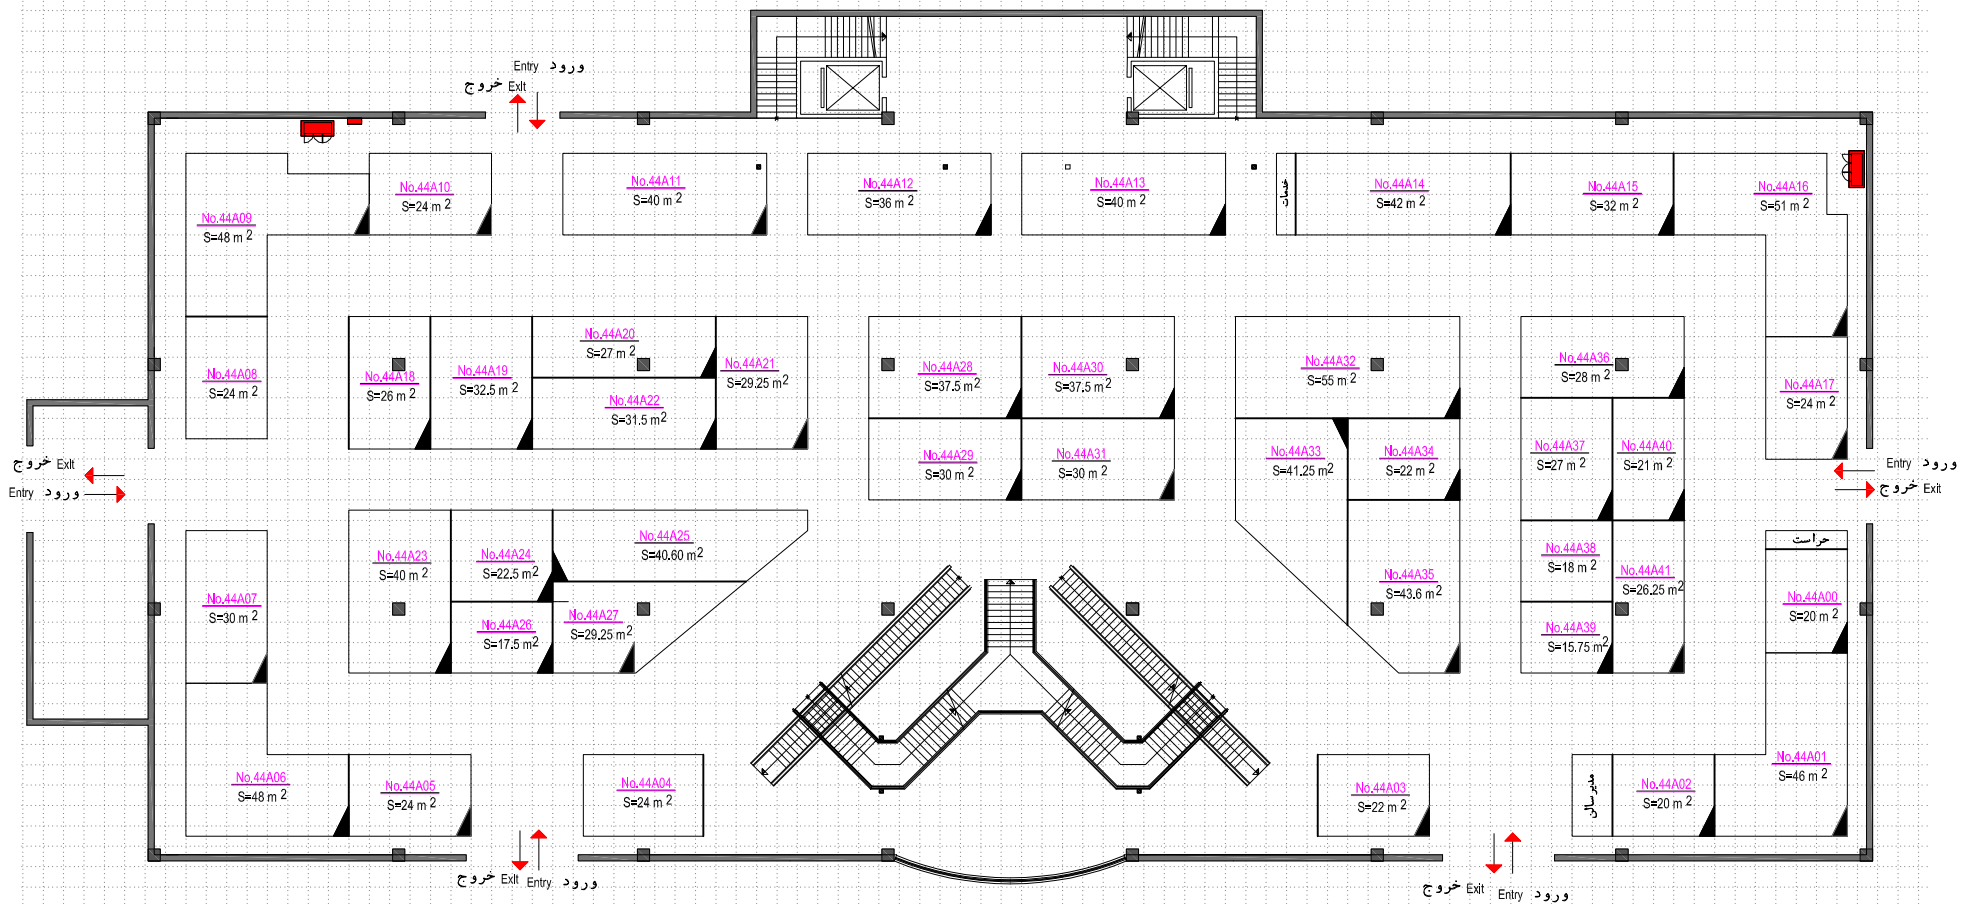 Entry ورود
Exit خروج
No.44A09
S=48 m 2
No.44A10
S=24 m 2
No.44A11
S=40 m 2
No.44A12
S=36 m 2
No.44A13
S=40 m 2
خدمات
No.44A14
S=42 m 2
No.44A15
S=32 m 2
No.44A16
S=51 m 2
No.44A08
S=24 m 2
No.44A18
S=26 m 2
No.44A19
S=32.5 m 2
No.44A20
S=27 m 2
No.44A22
S=31.5 m 2
No.44A21
S=29.25 m2
No.44A28
S=37.5 m 2
No.44A30
S=37.5 m 2
No.44A29
S=30 m 2
No.44A31
S=30 m 2
No.44A32
S=55 m 2
No.44A33
S=41.25 m2
No.44A34
S=22 m 2
No.44A35
S=43.6 m 2
No.44A36
S=28 m 2
No.44A37
S=27 m 2
No.44A40
S=21 m 2
No.44A38
S=18 m 2
No.44A41
S=26.25 m2
No.44A39
S=15.75 m2
No.44A17
S=24 m 2
خروج Exit
Entry ورود
Entry ورود
خروج Exit
No.44A23
S=40 m 2
No.44A24
S=22.5 m2
No.44A25
S=40.60 m2
No.44A26
S=17.5 m2
No.44A27
S=29.25 m2
حراست
No.44A00
S=20 m 2
No.44A07
S=30 m 2
No.44A06
S=48 m 2
No.44A05
S=24 m 2
No.44A04
S=24 m 2
No.44A03
S=22 m 2
مدیر سالن
No.44A02
S=20 m 2
No.44A01
S=46 m 2
خروج Exit Entry ورود
خروج Exit Entry ورود